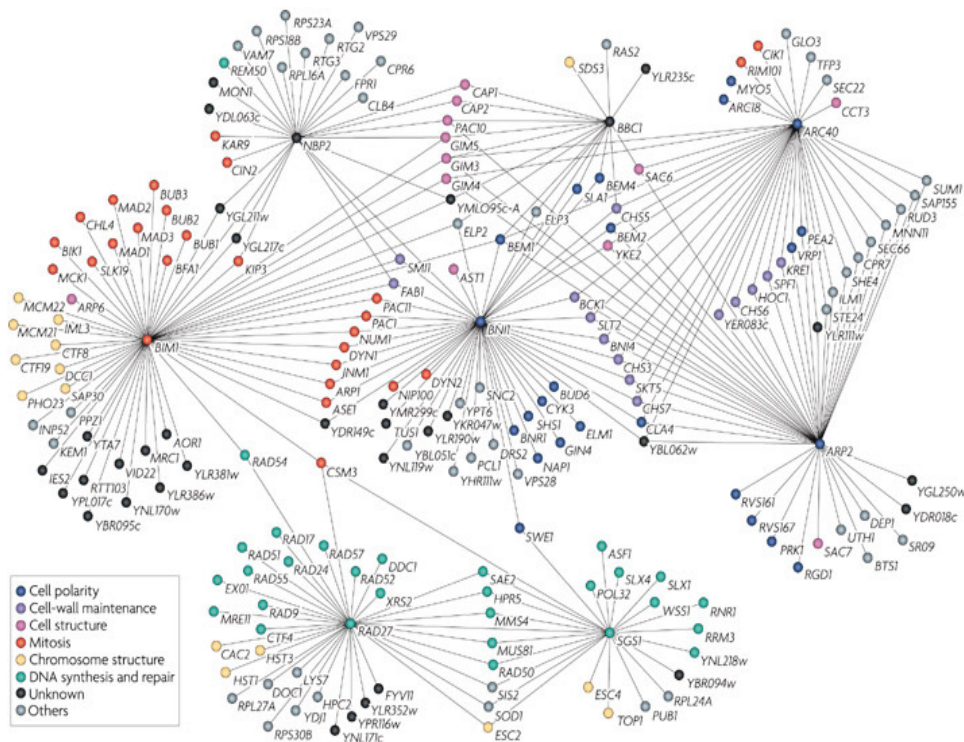 RPS23A
VPS29
RPS18B
RTG2
VAM7
RTG3
CPR6
REM50
RPL16A
FPR1
MON1
CLB4
YDL063c
NBP2
KAR9
CIN2
YGL211w
YGL217c
KIP3
RAS2
SDS3
YLR235c
BBC1
CAP1
CAP2
PAC10
GIM5
GIM3
GIM4
YML095c-A
ELP2
ELP3
BEM1
SLA1
BEM4
SAC6
CHS5
BEM2
YKE2
GLO3
CIK1
TFP3
RIM101
MYO5
SEC22
ARC18
CCT3
ARC40
SUM1
SAP155
RUD3
MNN11
SEC66
CPR7
SHE4
ILM1
STE24
YLR111w
PEA2
VRP1
KRE1
SPF1
HOC1
CHS6
YER083c
BUB3
MAD2
BUB2
CHL4
MAD3
MAD1
BUB1
BIK1
SLK19
BFA1
MCK1
MCM22
ARP6
IML3
MCM21
CTF8
BIM1
CTF19
DCC1
PHO23
SAP30
PPZ1
INP52
KEM1
YTA7
AOR1
MRC1
YLR381w
VID22
IES2
RTT103
YLR386w
YPL017c
YNL170w
YBR095c
SMI1
FAB1
AST1
PAC11
PAC1
NUM1
DYN1
JNM1
ARP1
ASE1
YDR149c
BNI1
BCK1
SLT2
BNI4
CHS3
SKT5
CHS7
CLA4
YBL062w
DYN2
NIP100
SNC2
YMR299c
YPT6
TUS1
YKR047w
YLR190w
YBL051c
YNL119w
PCL1
YHR111w
DRS2
VPS28
BUD6
CYK3
SHS1
BNR1
ELM1
GIN4
NAP1
RAD54
CSM3
SWE1
ARP2
RVS161
RVS167
PRK1
RGD1
SAC7
UTH1
BTS1
DEP1
SR09
YDR018c
YGL250w
RAD17
RAD51
RAD57
RAD24
DDC1
RAD55
RAD52
EX01
XRS2
MRE11
RAD9
RAD27
CTF4
CAC2
HST3
HST1
LYS7
DOC1
RPL27A
HPC2
YDJ1
RPS30B
FYV11
YLR352w
YPR116w
YNL171c
SAE2
HPR5
MMS4
MUS81
RAD50
SIS2
SOD1
ESC2
ASF1
SLX4
SLX1
POL32
WSS1
RNR1
RRM3
SGS1
YNL218w
YBR094w
RPL24A
PUB1
TOP1
ESC4
Cell polarity
Cell-wall maintenance
Cell structure
Mitosis
Chromosome structure
DNA synthesis and repair
Unknown
Others